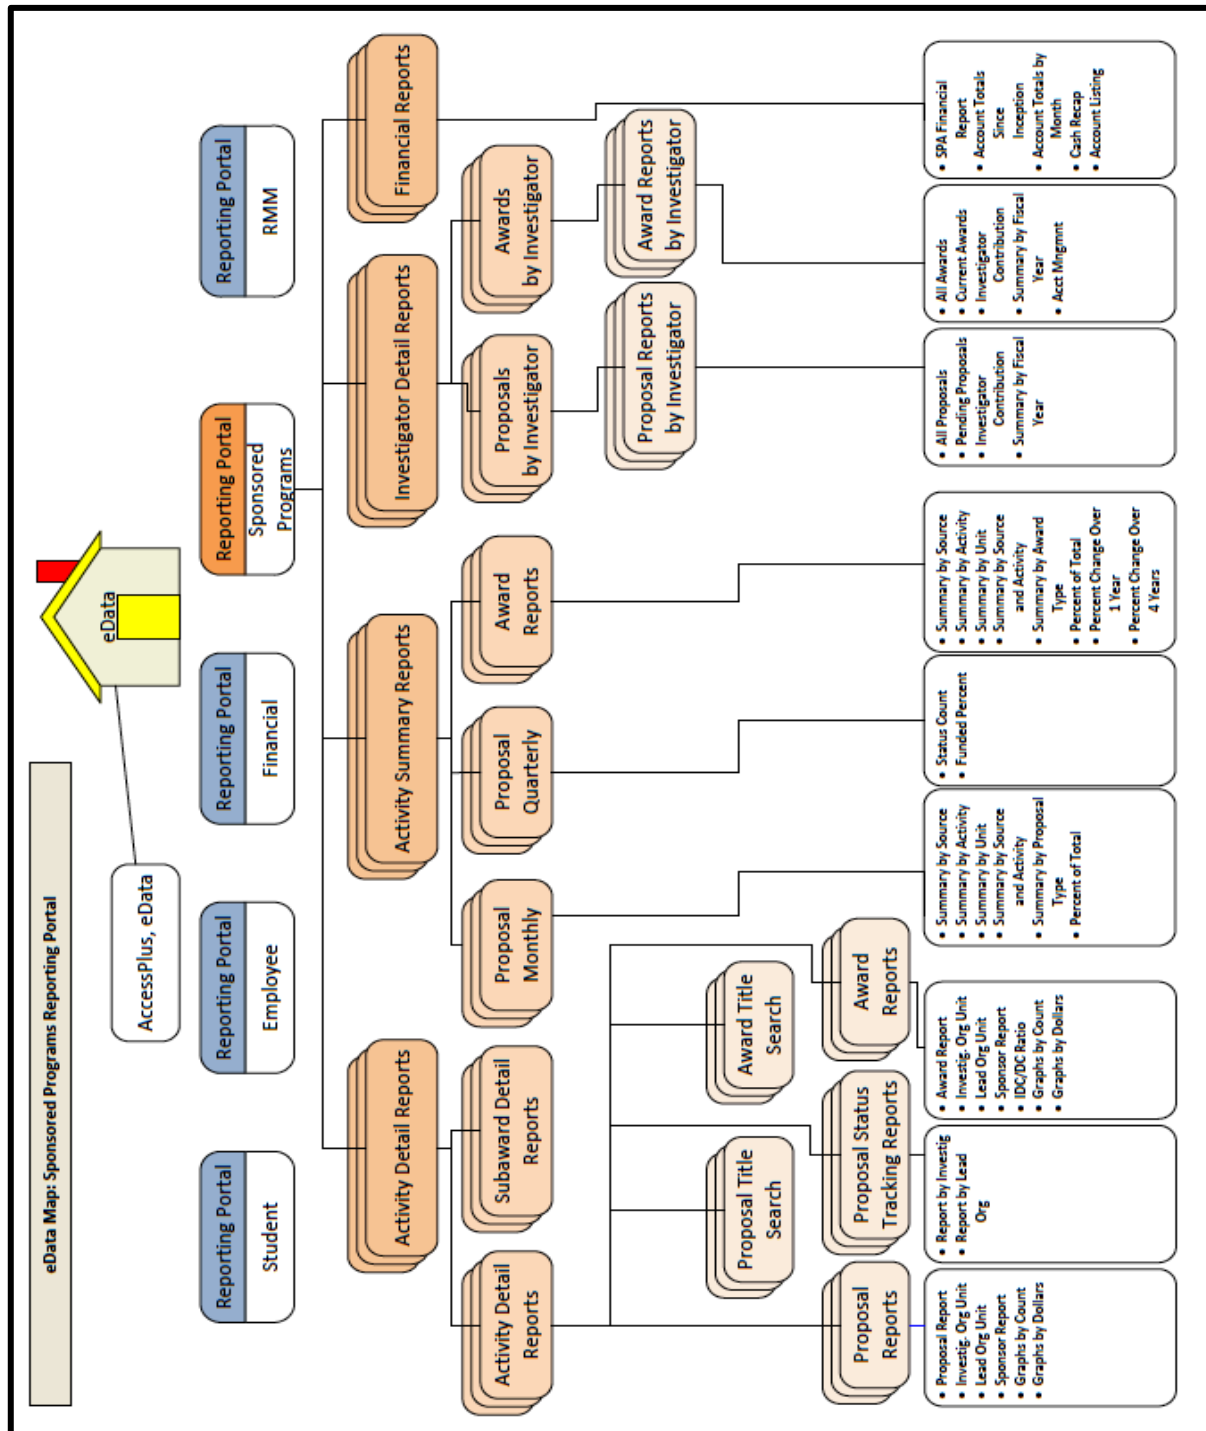 eData Map: Sponsored Programs Reporting Portal
AccessPlus, eData
eData
Reporting Portal
Student
Reporting Portal
Employee
Reporting Portal
Financial
Reporting Portal
Sponsored
Programs
Reporting Portal
RMM
Activity Detail Reports
Activity Summary Reports
Investigator Detail Reports
Financial Reports
Activity Detail
Reports
Subaward Detail
Reports
Proposal
Monthly
Proposal
Quarterly
Award
Reports
Proposals
by Investigator
Awards
by Investigator
Proposal Reports
by Investigator
Award Reports
by Investigator
Proposal Title
Search
Award Title
Search
Proposal
Reports
Proposal Status
Tracking Reports
Award
Reports
• Proposal Report
• Investig. Org Unit
• Lead Org Unit
• Sponsor Report
• Graphs by Count
• Graphs by Dollars
• Report by Investig
• Report by Lead
Org
• Award Report
• Investig. Org Unit
• Lead Org Unit
• Sponsor Report
• IDC/DC Ratio
• Graphs by Count
• Graphs by Dollars
• Summary by Source
• Summary by Activity
• Summary by Unit
• Summary by Source
and Activity
• Summary by Proposal
Type
• Percent of Total
• Status Count
• Funded Percent
• Summary by Source
• Summary by Activity
• Summary by Unit
• Summary by Source
and Activity
• Summary by Award
Type
• Percent of Total
• Percent Change Over
1 Year
• Percent Change Over
4 Years
• All Proposals
• Pending Proposals
• Investigator
Contribution
• Summary by Fiscal
Year
• All Awards
• Current Awards
• Investigator
Contribution
• Summary by Fiscal
Year
• Acct Mngmnt
• SPA Financial
Report
• Account Totals
Since
Inception
• Account Totals by
Month
• Cash Recap
• Account Listing